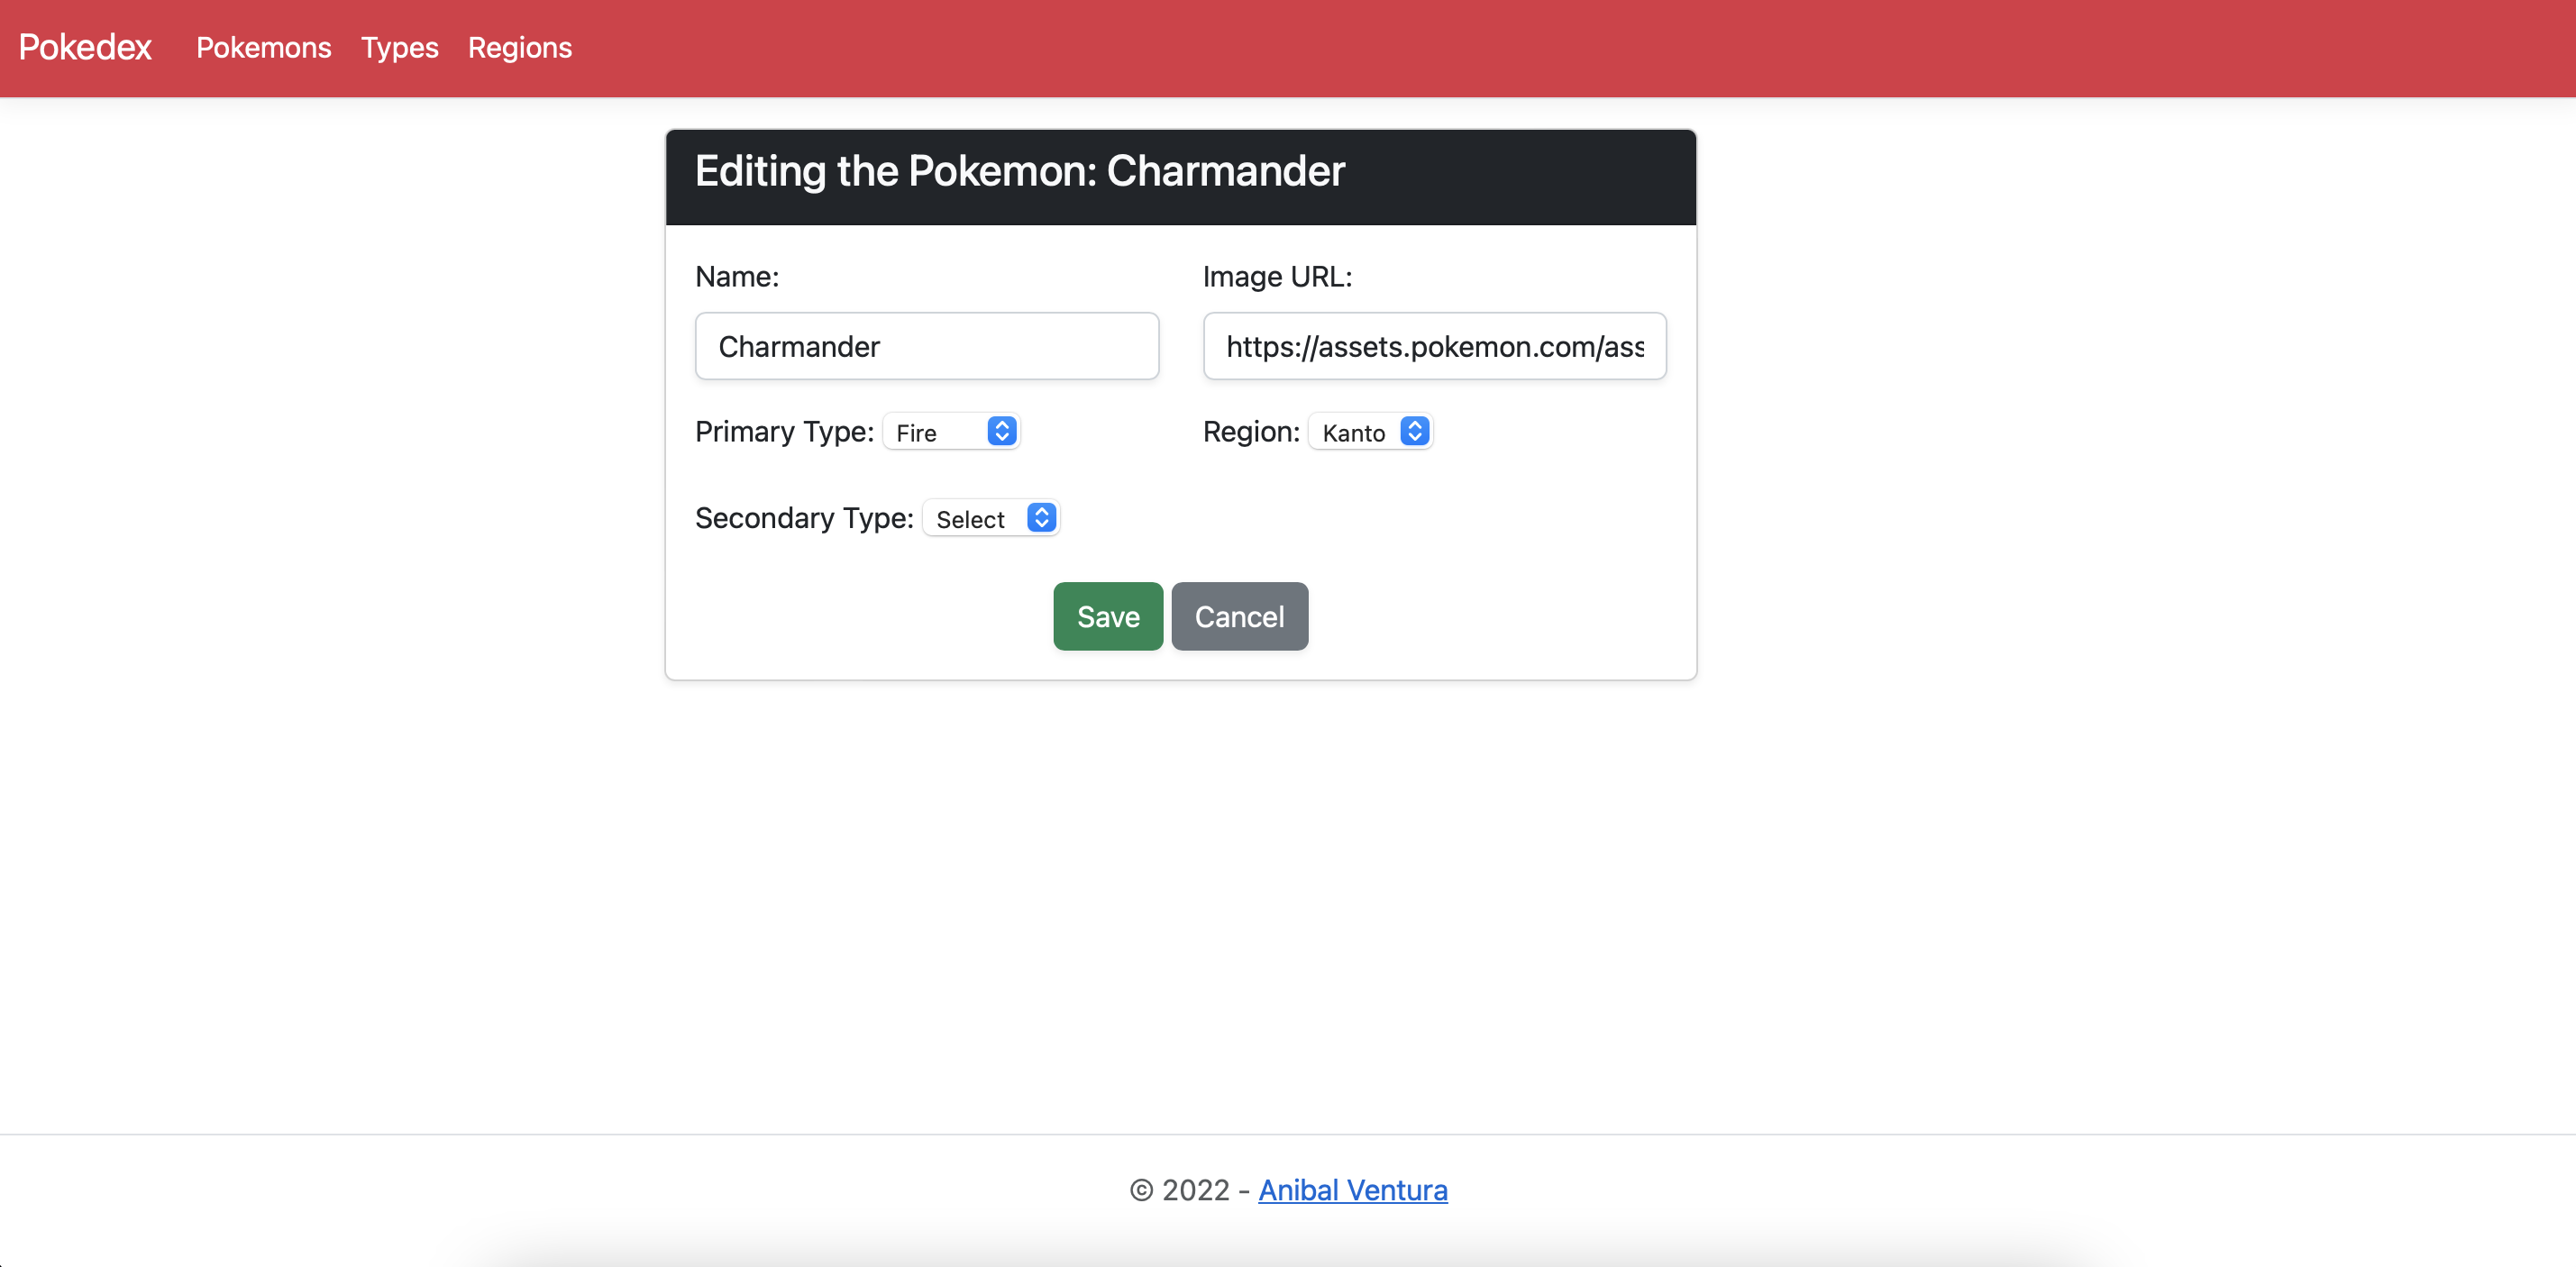 Pokedex Pokemons Types Regions
Editing the Pokemon: Charmander
Name: Image URL:
Charmander https://assets.pokemon.com/ass
Primary Type: Fire Region: Kanto
Secondary Type: Select
Save Cancel
© 2022 - Anibal Ventura